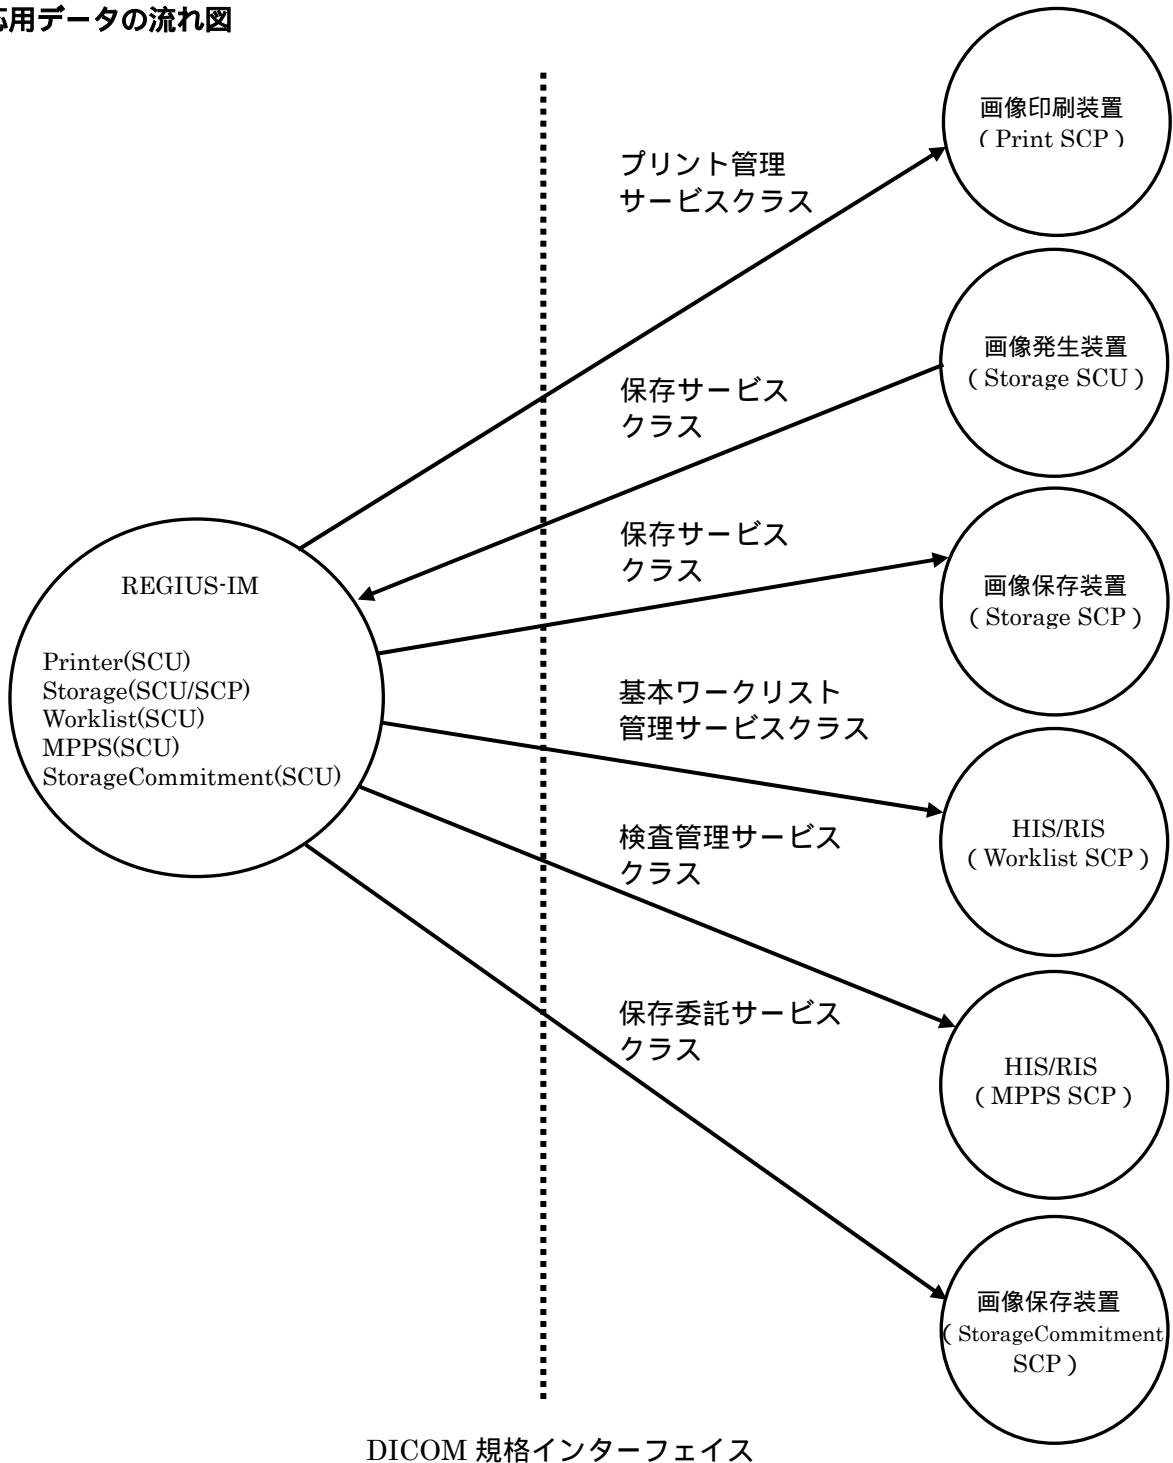 用データの流れ図
画像印刷装置
( Print SCP )
プリント管理
サービスクラス
画像発生装置
( Storage SCU )
保存サービス
クラス
保存サービス
クラス
画像保存装置
( Storage SCP )
REGIUS-IM
Printer(SCU)
Storage(SCU/SCP)
Worklist(SCU)
MPPS(SCU)
StorageCommitment(SCU)
基本ワークリスト
管理サービスクラス
HIS/RIS
( Worklist SCP )
検査管理サービス
クラス
保存委託サービス
クラス
HIS/RIS
( MPPS SCP )
画像保存装置
( StorageCommitment
SCP )
DICOM 規格インターフェイス